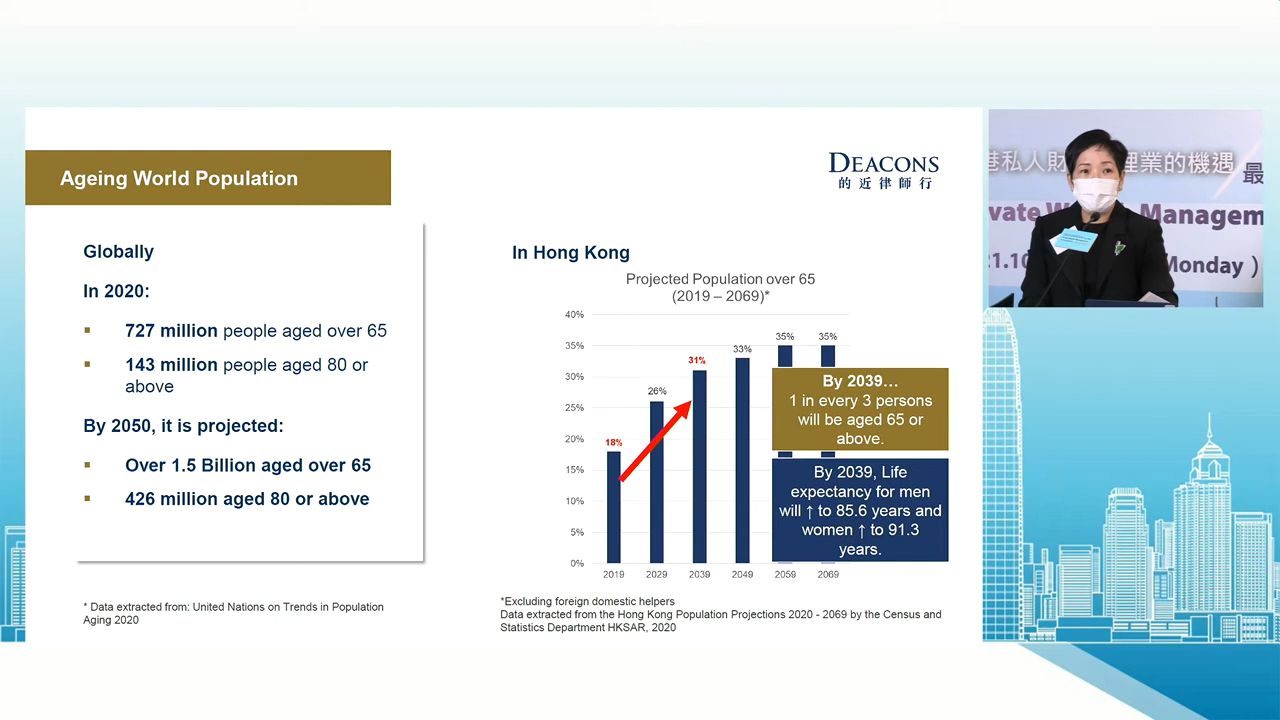 Ageing World Population
DEACONS
的近律師行
Globally
In 2020:
▪ 727 million people aged over 65
▪ 143 million people aged 80 or
above
By 2050, it is projected:
▪ Over 1.5 Billion aged over 65
▪ 426 million aged 80 or above
* Data extracted from: United Nations on Trends in Population
Aging 2020
In Hong Kong
Projected Population over 65
(2019 – 2069)*
40%
35%
30%
25%
20%
15%
10%
5%
0%
18%
26%
31%
33%
35%
35%
2019
2029
2039
2049
2059
2069
By 2039…
1 in every 3 persons
will be aged 65 or
above.
By 2039, Life
expectancy for men
will ↑ to 85.6 years and
women ↑ to 91.3
years.
*Excluding foreign domestic helpers
Data extracted from the Hong Kong Population Projections 2020 - 2069 by the Census and
Statistics Department HKSAR, 2020
港私人財 理業的機遇
最
vate W Managem
21.10 Monday )